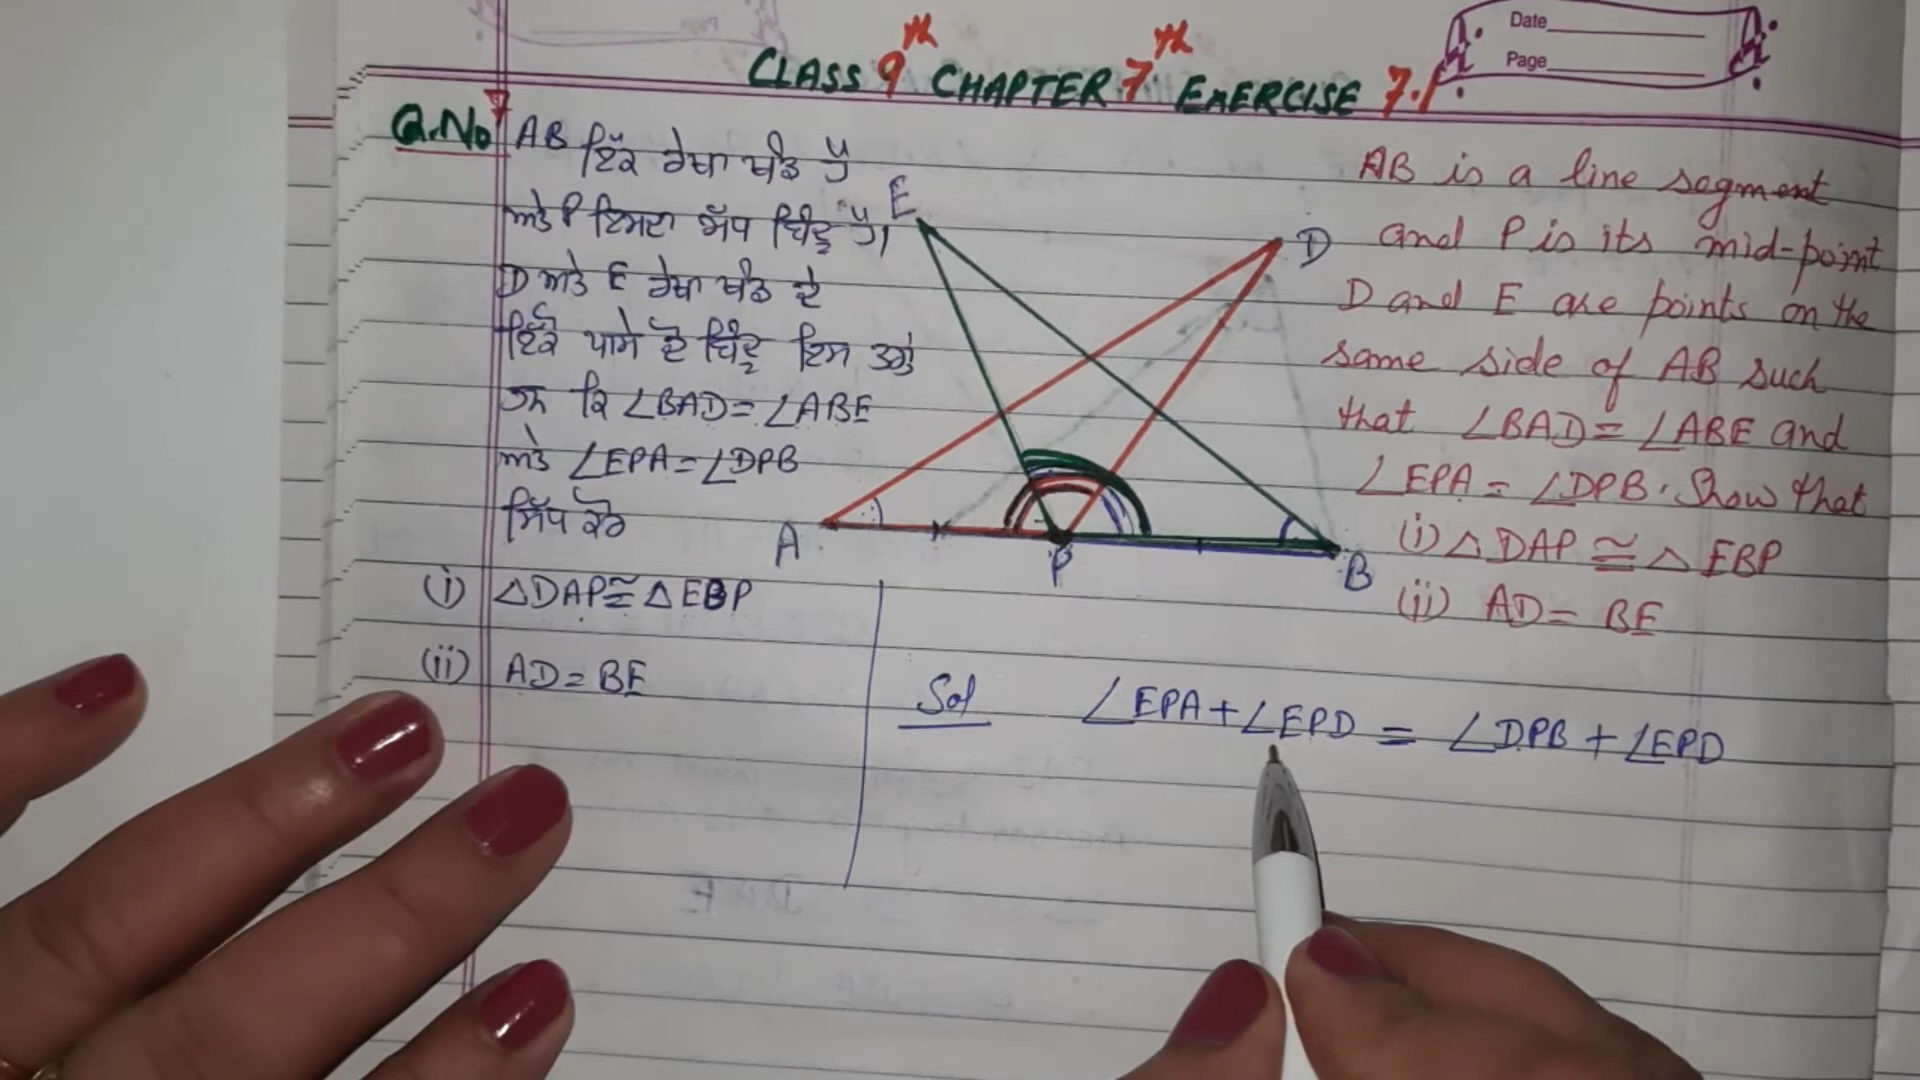 Date
Page
CLASS 9th CHAPTER 7th EXERCISE 7.1
Q.No 7 AB ਇੱਕ ਰੇਖਾ ਖੰਡ ਹੈ
ਅਤੇ P ਇਸਦਾ ਮੱਧ ਬਿੰਦੂ ਹੈ।
D ਅਤੇ E ਰੇਖਾ ਖੰਡ ਦੇ
ਇੱਕੋ ਪਾਸੇ ਦੋ ਬਿੰਦੂ ਇਸ ਤਰ੍ਹਾਂ
ਹਨ ਕਿ ∠BAD = ∠ABE
ਅਤੇ ∠EPA = ∠DPB
ਸਿੱਧ ਕਰੋ
(i) △DAP ≅ △EBP
(ii) AD = BE
E
D
A
P
B
AB is a line segment
and P is its mid-point
D and E are points on the
same side of AB such
that ∠BAD = ∠ABE and
∠EPA = ∠DPB. Show that
(i) △DAP ≅ △EBP
(ii) AD = BE
Sol ∠EPA + ∠EPD = ∠DPB + ∠EPD